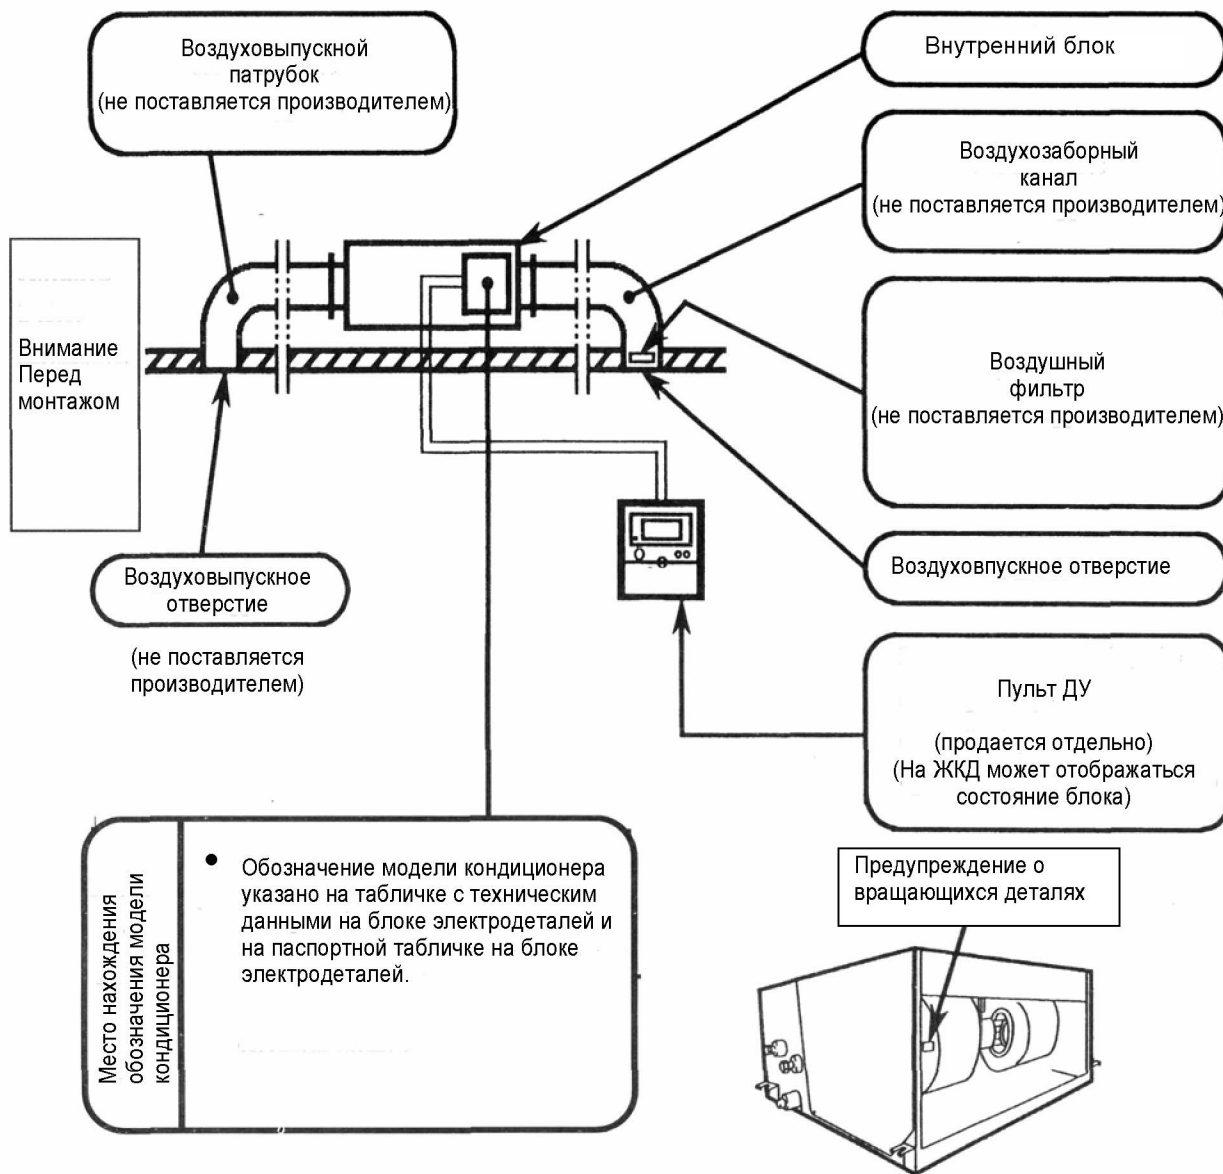 Воздуховыпускной
патрубок
(не поставляется производителем)
Внутренний блок
Воздухозаборный
канал
(не поставляется производителем)
Внимание
Перед
монтажом
Воздушный
фильтр
(не поставляется производителем)
Воздуховыпускное
отверстие
(не поставляется
производителем)
Воздуховпускное отверстие
Пульт ДУ
(продается отдельно)
(На ЖКД может отображаться
состояние блока)
Место нахождения
обозначения модели
кондиционера
• Обозначение модели кондиционера
указано на табличке с техническим
данными на блоке электродеталей и
на паспортной табличке на блоке
электродеталей.
Предупреждение о
вращающихся деталях